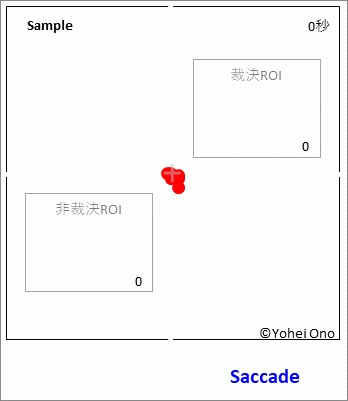 Sample
0秒
裁決ROI
0
非裁決ROI
0
©Yohei Ono
Saccade